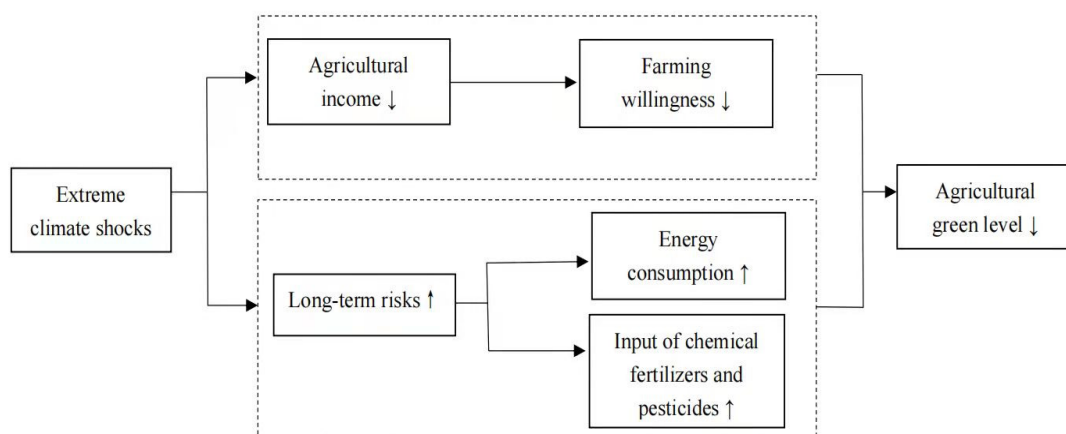 Agricultural
income ↓
Farming
willingness ↓
Extreme
climate shocks
Agricultural
green level ↓
Long-term risks ↑
Energy
consumption ↑
Input of chemical
fertilizers and
pesticides ↑